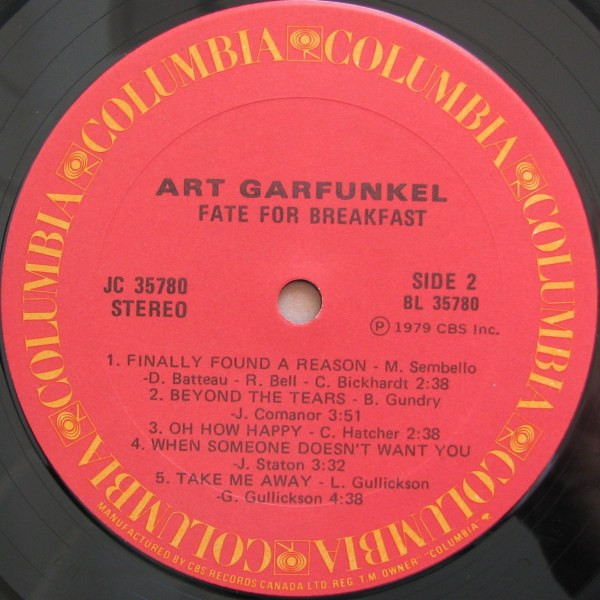 COLUMBIA COLUMBIA COLUMBIA COLUMBIA COLUMBIA COLUMBIA COLUMBIA COLUMBIA
ART GARFUNKEL
FATE FOR BREAKFAST
JC 35780
STEREO
SIDE 2
BL 35780
Ⓟ 1979 CBS Inc.
1. FINALLY FOUND A REASON - M. Sembello
-D. Batteau - R. Bell - C. Bickhardt 2:38
2. BEYOND THE TEARS - B. Gundry
-J. Comanor 3:51
3. OH HOW HAPPY - C. Hatcher 2:38
4. WHEN SOMEONE DOESN'T WANT YOU
-J. Staton 3:32
5. TAKE ME AWAY - L. Gullickson
-G. Gullickson 4:38
MANUFACTURED BY CBS RECORDS CANADA LTD. REG. T.M. OWNER "COLUMBIA"